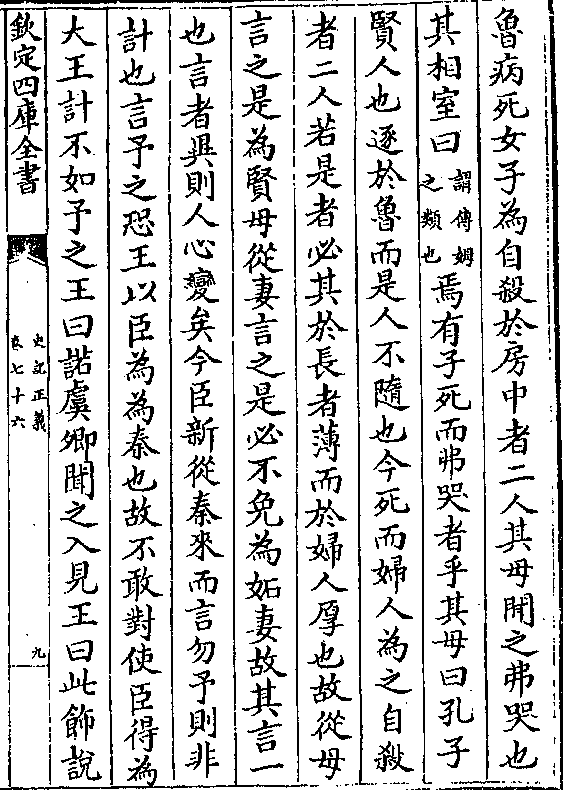 魯病死女子為自殺於房中者二人其母聞之弗哭也
其相室曰謂傅姆之類也焉有子死而弗哭者乎其母曰孔子
賢人也逐於魯而是人不隨也今死而婦人為之自殺
者二人若是者必其於長者薄而於婦人厚也故從母
言之是為賢母從妻言之是必不免為妬妻故其言一
也言者異則人心變矣今臣新從秦來而言勿予則非
計也言予之恐王以臣為為秦也故不敢對使臣得為
大王計不如予之王曰諾虞卿聞之入見王曰此飾說
欽定四庫全書
史記正義
卷七十六
九